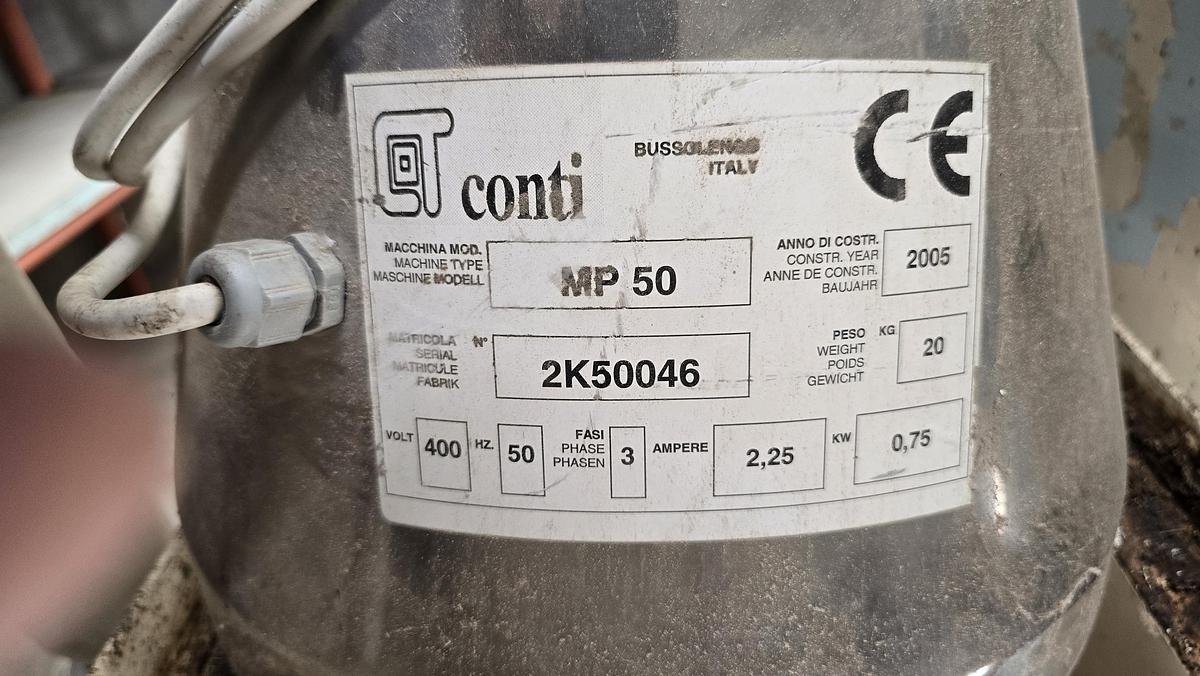 conti
BUSSOLENGO
ITALY
CE
MACCHINA MOD.
MACHINE TYPE
MASCHINE MODELL
MP 50
ANNO DI COSTR.
CONSTR. YEAR
ANNE DE CONSTR.
BAUJAHR
2005
MATRICOLA N°
SERIAL
MATRICULE
FABRIK
2K50046
PESO KG
WEIGHT
POIDS
GEWICHT
20
VOLT 400
HZ. 50
FASI
PHASE
PHASEN
3
AMPERE 2,25
KW 0,75